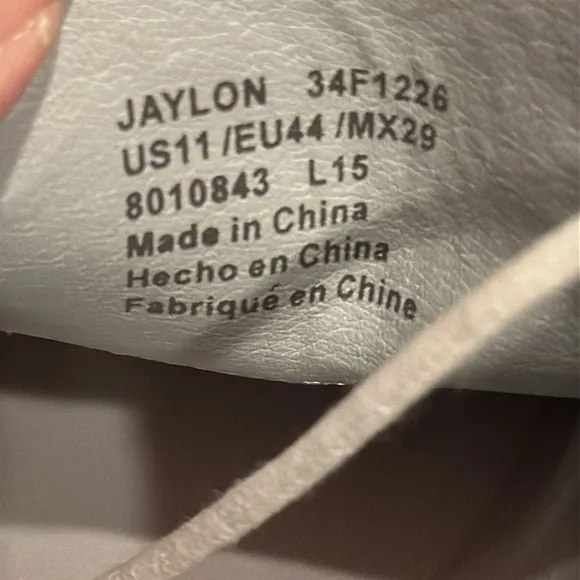 JAYLON 34F1226
US11 /EU44 /MX29
8010843 L15
Made in China
Hecho en China
Fabriqué en Chine